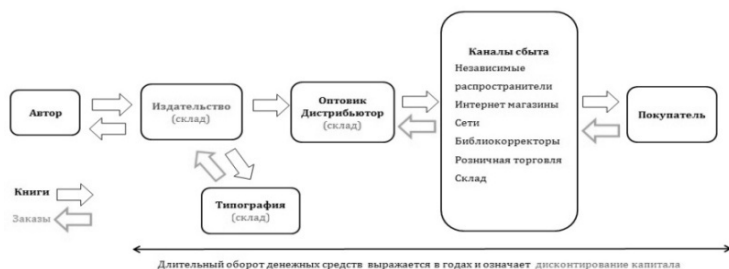 Автор
Издательство
(склад)
Оптовик
Дистрибьютор
(склад)
Каналы сбыта
Независимые
распространители
Интернет магазины
Сети
Библиокорректоры
Розничная торговля
Склад
Покупатель
Типография
(склад)
Книги
Заказы
Длительный оборот денежных средств выражается в годах и означает дисконтирование капитала